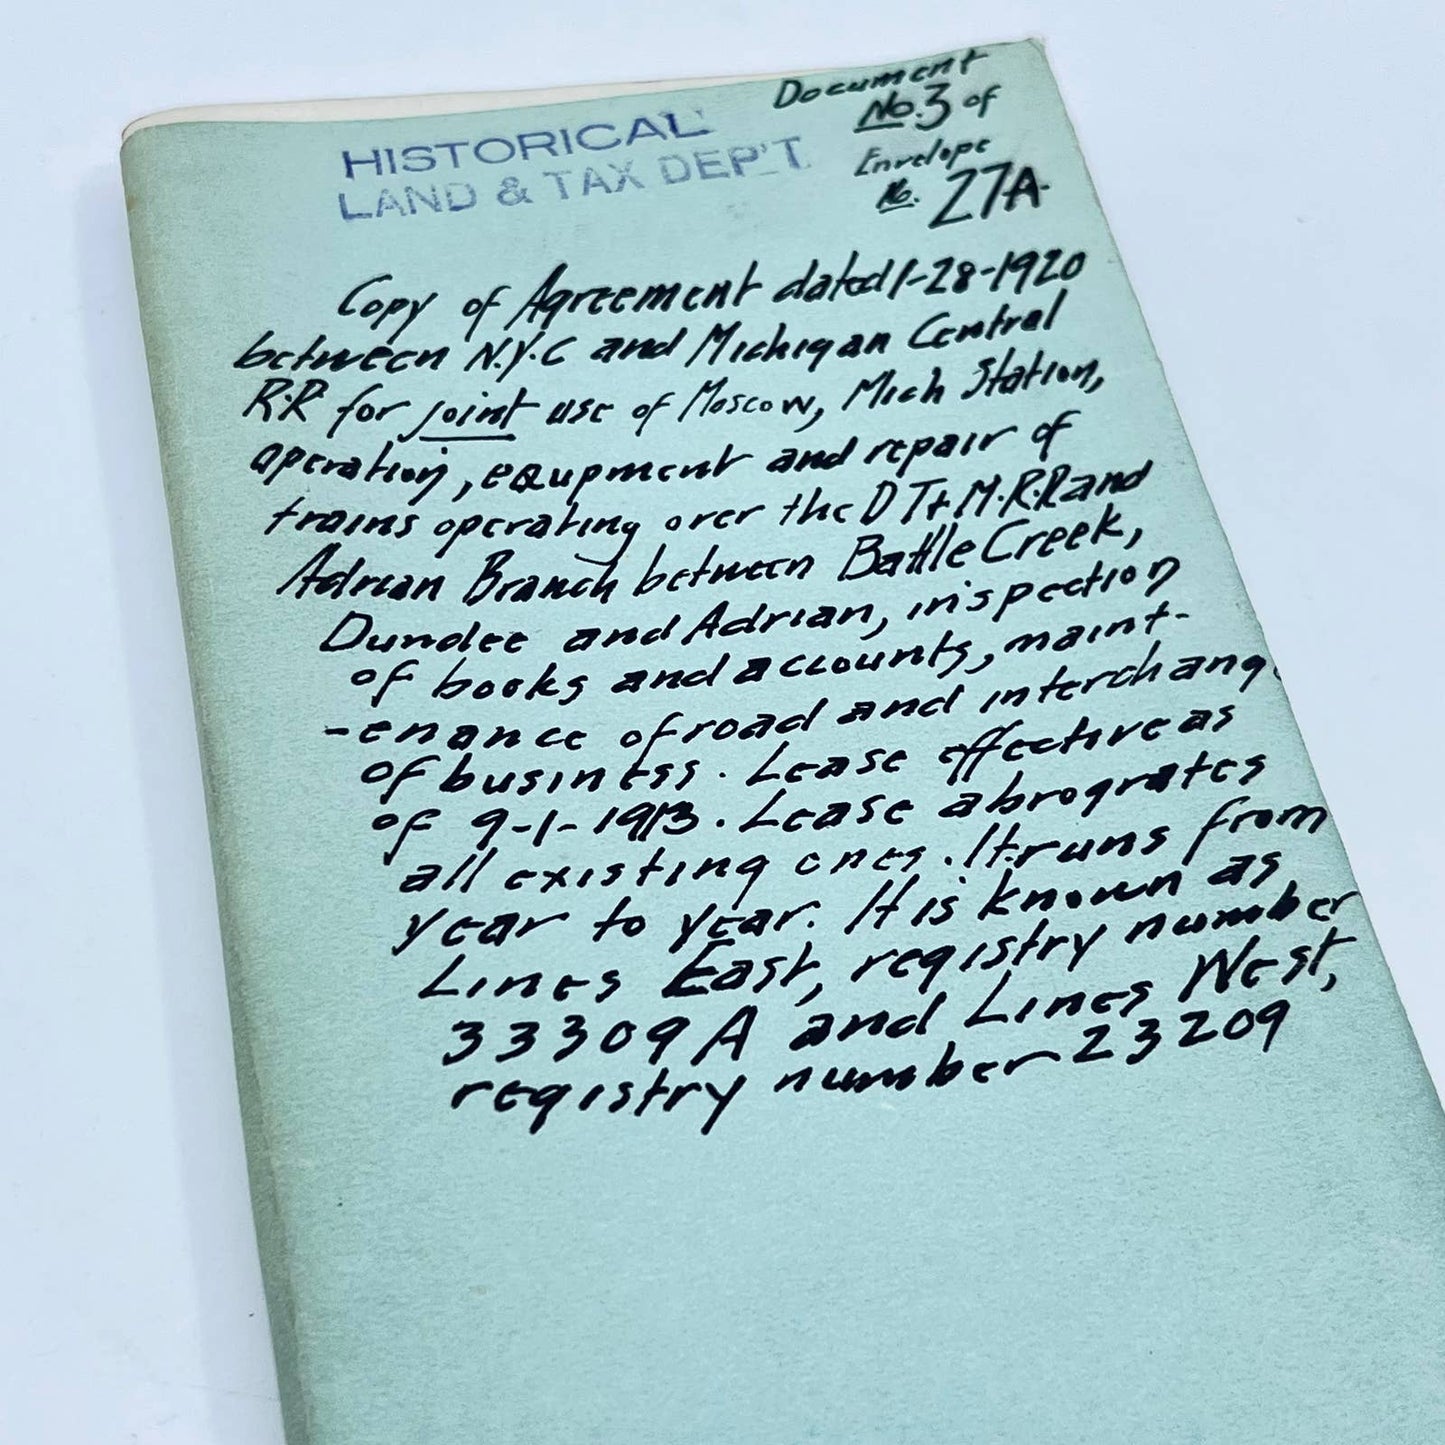 Document
No. 3 of
Envelope
No. 27A.
HISTORICAL
LAND & TAX DEP'T.
Copy of Agreement dated 1-28-1920
between N.Y.C and Michigan Central
R.R for joint use of Moscow, Mich Station,
operation, equpment and repair of
trains operating over the D T & M. R.R and
Adrian Branch between Battle Creek,
Dundee and Adrian, inspection
of books and accounts, maint-
-enance of road and interchange
of business. Lease effective as
of 9-1-1913. Lease abrogrates
all existing ones. It runs from
year to year. It is known as
Lines East, registry number
33309 A and Lines West,
registry number 23209